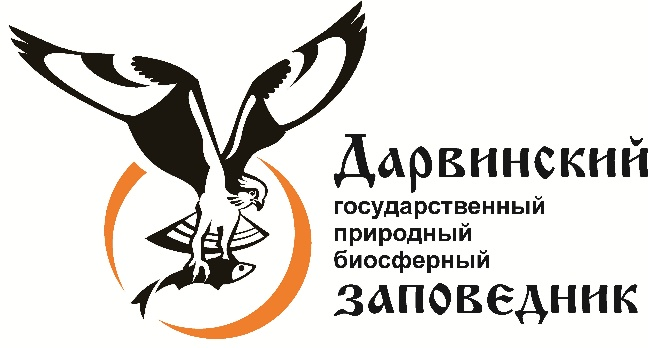 Дарвинский
государственный
природный
биосферный
заповедник